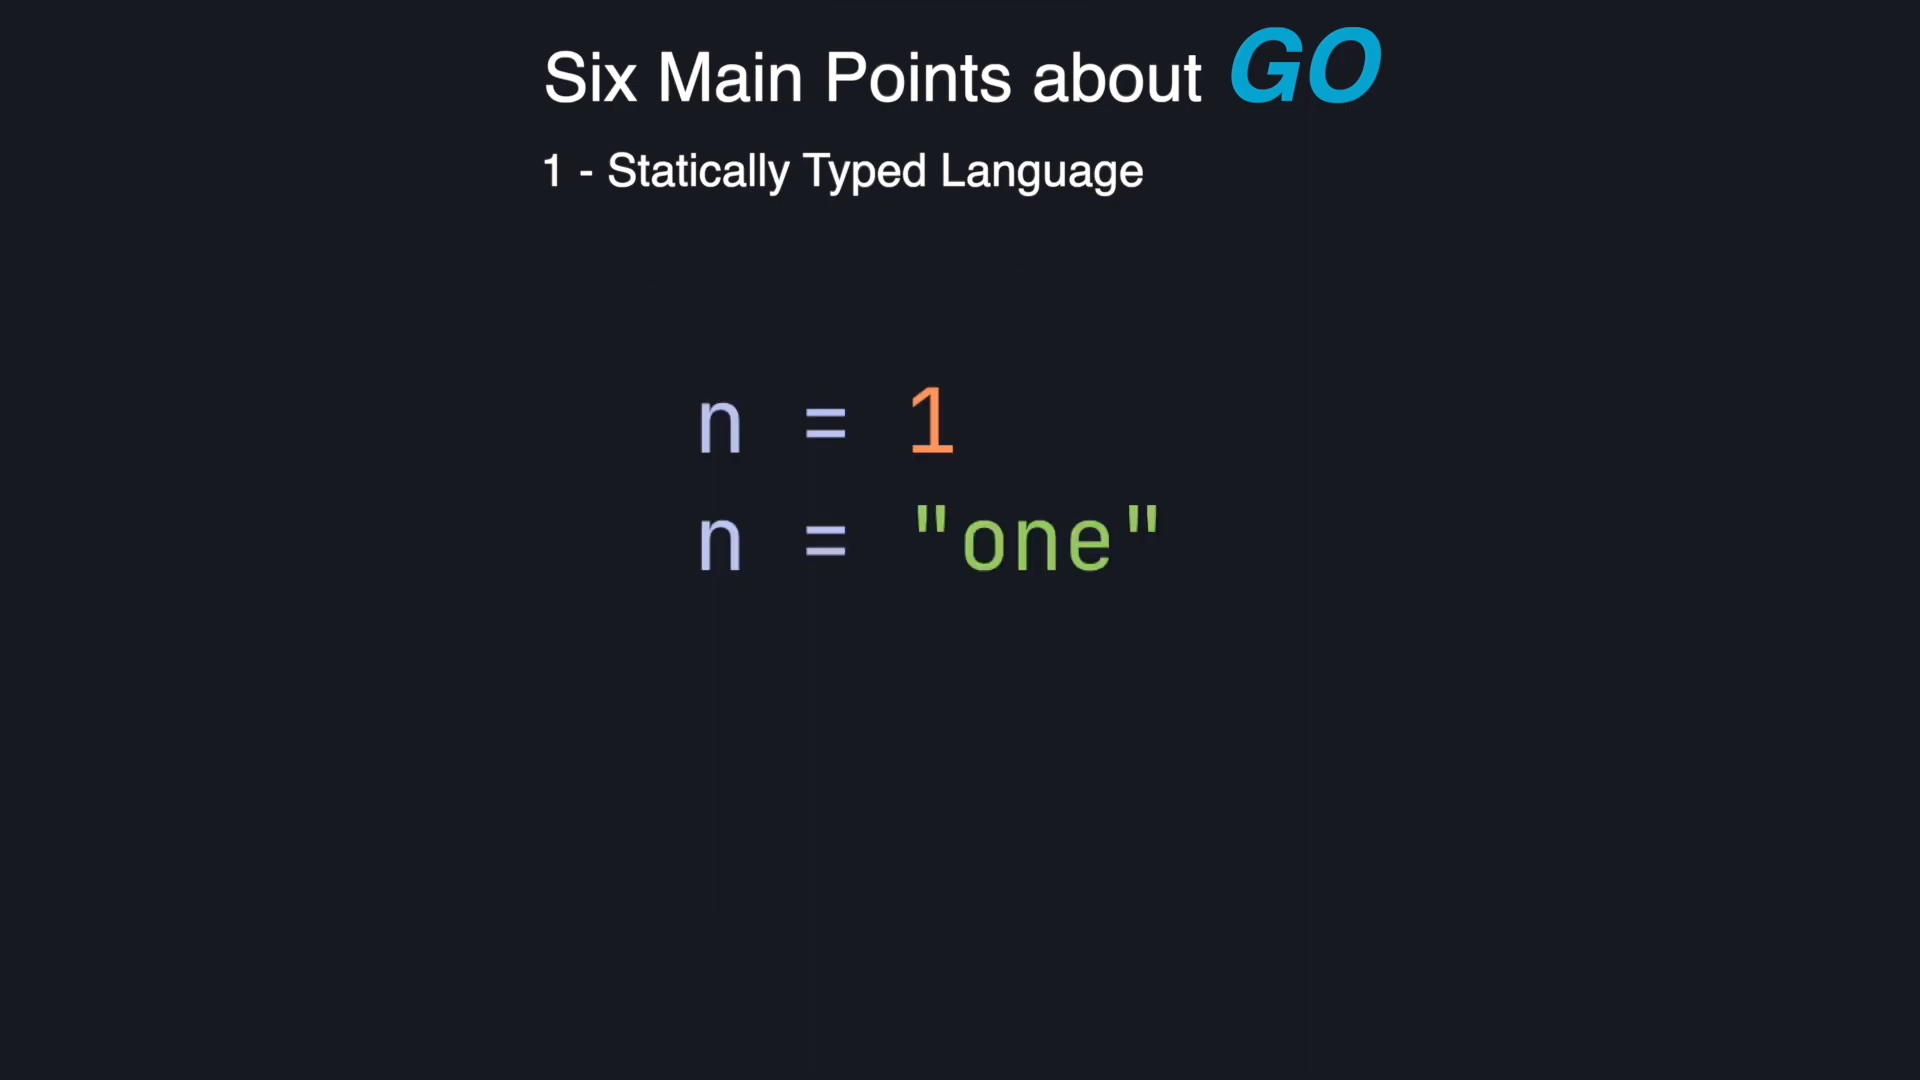 Six Main Points about GO
1 - Statically Typed Language
n = 1
n = "one"